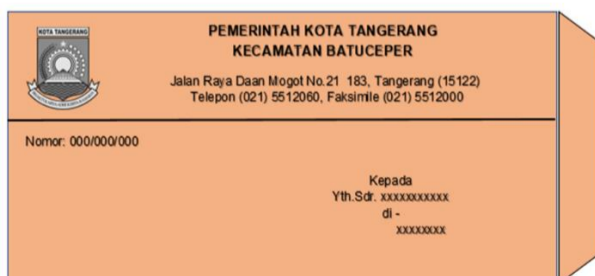 KOTA TANGERANG
PEMERINTAH KOTA TANGERANG
KECAMATAN BATUCEPER
Jalan Raya Daan Mogot No.21 183, Tangerang (15122)
Telepon (021) 5512060, Faksimile (021) 5512000
Nomor: 000/000/000
Kepada
Yth.Sdr. xxxxxxxxxxx
di -
xxxxxxxx